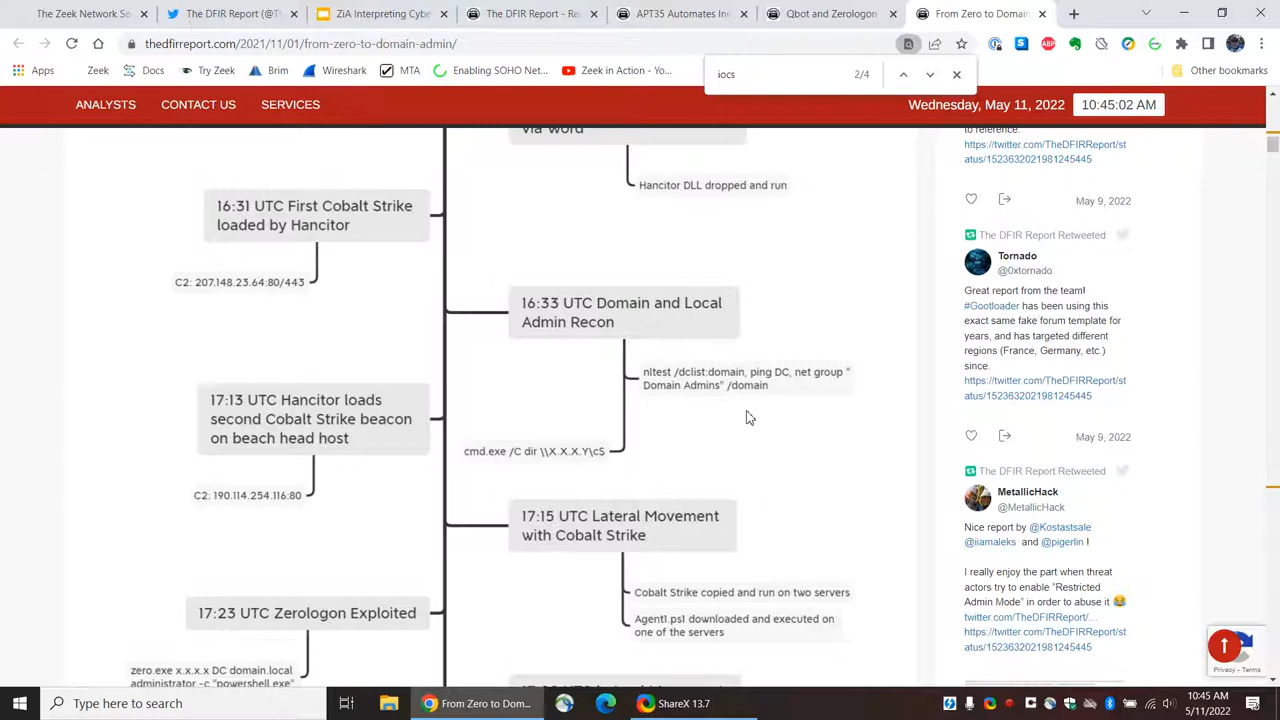 The Zeek Network Se
The DFIR Report (@T
ZiA Interpreting Cybe
The DFIR Report - Re
APT35 Automates Init
Qbot and Zerologon
From Zero to Domain
thedfirreport.com/2021/11/01/from-zero-to-domain-admin/
Apps
Zeek
Docs
Try Zeek
Brim
Wireshark
MTA
Enabling SOHO Net...
Zeek in Action - Yo...
Other bookmarks
iocs
2/4
ANALYSTS
CONTACT US
SERVICES
Wednesday, May 11, 2022
10:45:02 AM
via Word
Hancitor DLL dropped and run
16:31 UTC First Cobalt Strike
loaded by Hancitor
C2: 207.148.23.64:80/443
16:33 UTC Domain and Local
Admin Recon
nltest /dclist:domain, ping DC, net group "
Domain Admins" /domain
17:13 UTC Hancitor loads
second Cobalt Strike beacon
on beach head host
cmd.exe /C dir \\X.X.X.Y\c$
C2: 190.114.254.116:80
17:15 UTC Lateral Movement
with Cobalt Strike
Cobalt Strike copied and run on two servers
Agent1.ps1 downloaded and executed on
one of the servers
17:23 UTC Zerologon Exploited
zero.exe x.x.x.x DC domain.local
administrator -c "powershell.exe"
to reference.
https://twitter.com/TheDFIRReport/st
atus/1523632021981245445
May 9, 2022
The DFIR Report Retweeted
Tornado
@0xtornado
Great report from the team!
#Gootloader has been using this
exact same fake forum template for
years, and has targeted different
regions (France, Germany, etc.)
since.
https://twitter.com/TheDFIRReport/st
atus/1523632021981245445
May 9, 2022
The DFIR Report Retweeted
MetallicHack
@MetallicHack
Nice report by @Kostastsale
@iiamaleks and @pigerlin !
I really enjoy the part when threat
actors try to enable "Restricted
Admin Mode" in order to abuse it 😂
twitter.com/TheDFIRReport/...
https://twitter.com/TheDFIRReport/st
atus/1523632021981245445
Privacy - Terms
Type here to search
From Zero to Dom...
ShareX 13.7
10:45 AM
5/11/2022